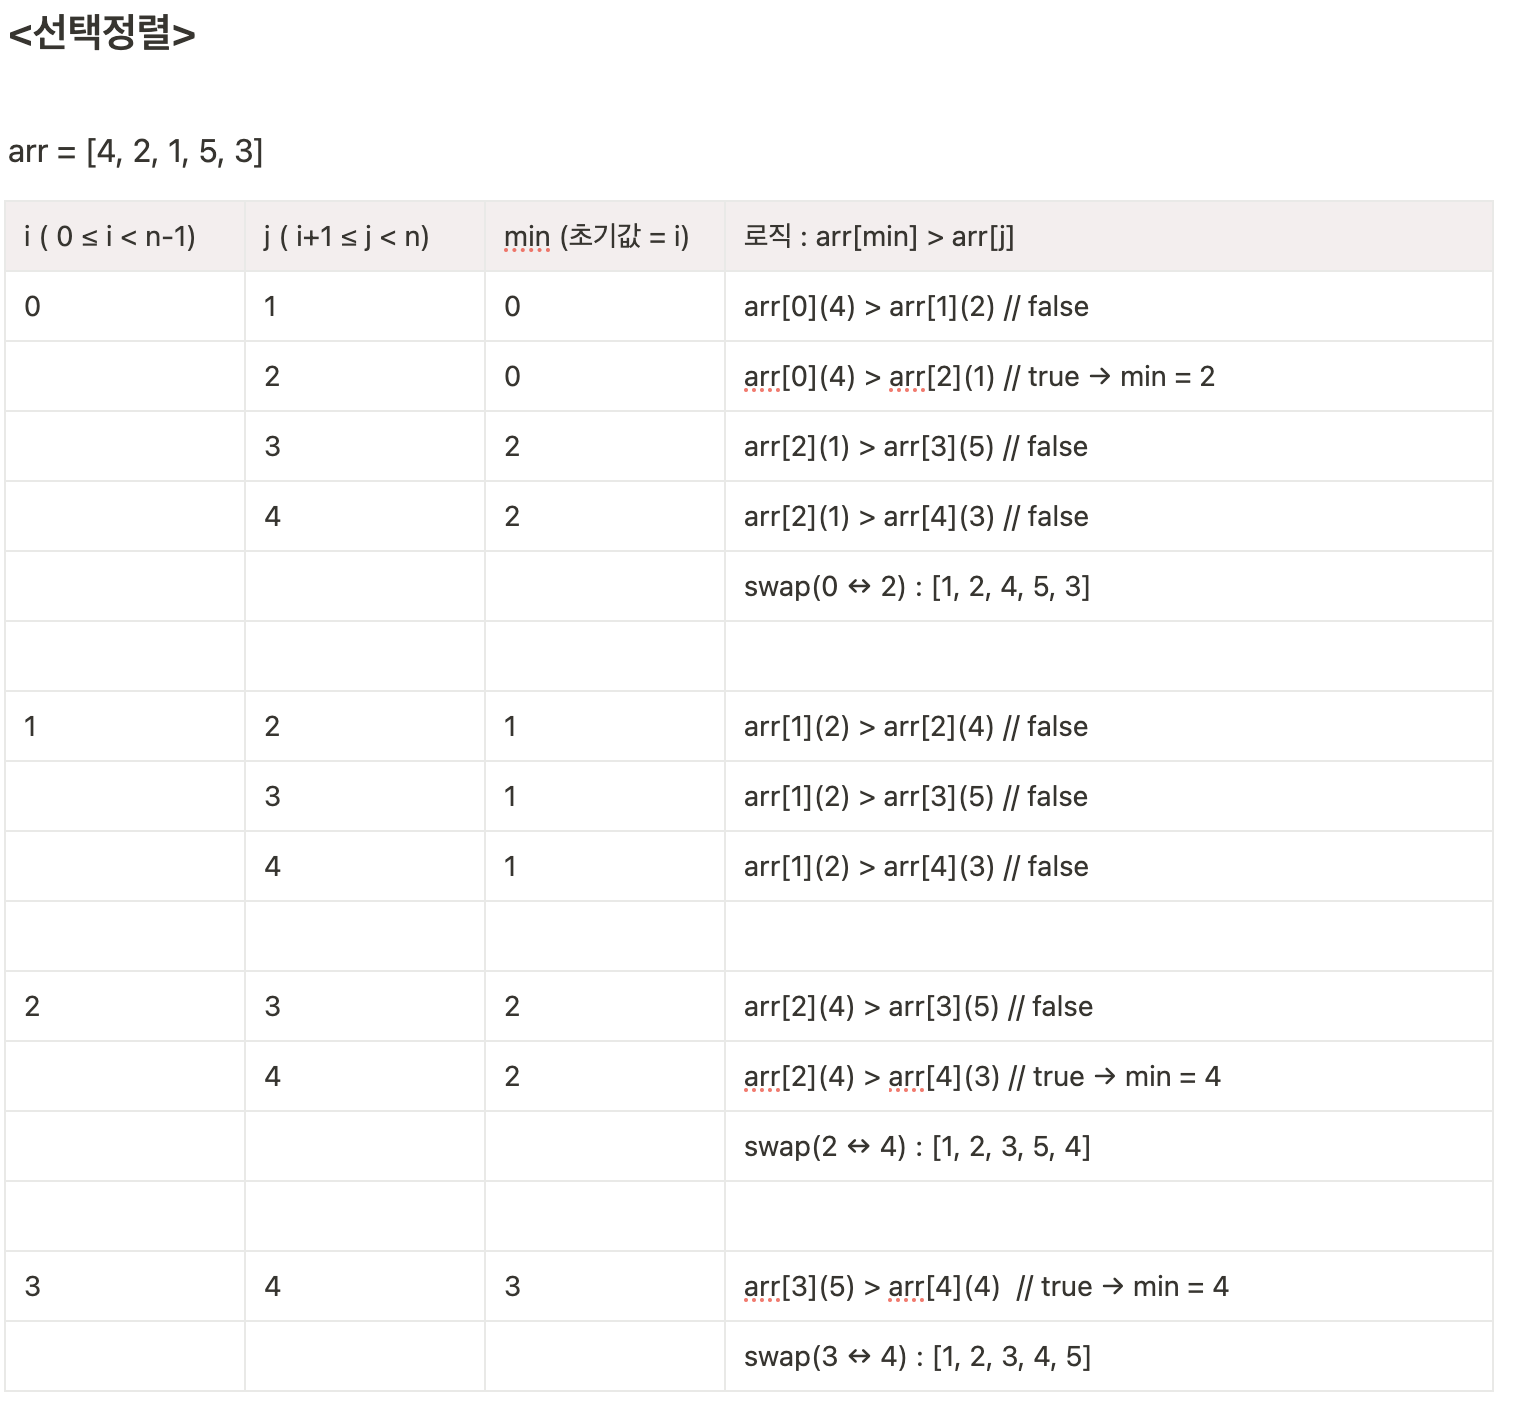 <선택정렬>
arr = [4, 2, 1, 5, 3]
i ( 0 ≤ i < n-1) j ( i+1 ≤ j < n) min (초기값 = i) 로직 : arr[min] > arr[j]
0 1 0 arr[0](4) > arr[1](2) // false
2 0 arr[0](4) > arr[2](1) // true → min = 2
3 2 arr[2](1) > arr[3](5) // false
4 2 arr[2](1) > arr[4](3) // false
swap(0 ↔ 2) : [1, 2, 4, 5, 3]
1 2 1 arr[1](2) > arr[2](4) // false
3 1 arr[1](2) > arr[3](5) // false
4 1 arr[1](2) > arr[4](3) // false
2 3 2 arr[2](4) > arr[3](5) // false
4 2 arr[2](4) > arr[4](3) // true → min = 4
swap(2 ↔ 4) : [1, 2, 3, 5, 4]
3 4 3 arr[3](5) > arr[4](4) // true → min = 4
swap(3 ↔ 4) : [1, 2, 3, 4, 5]